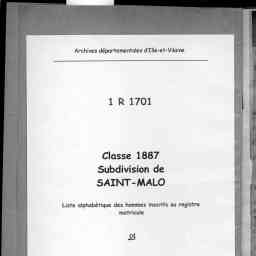 Archives départementales d'Ille-et-Vilaine
1 R 1701
Classe 1887
Subdivision de
SAINT-MALO
Liste alphabétique des hommes inscrits au registre
matricule